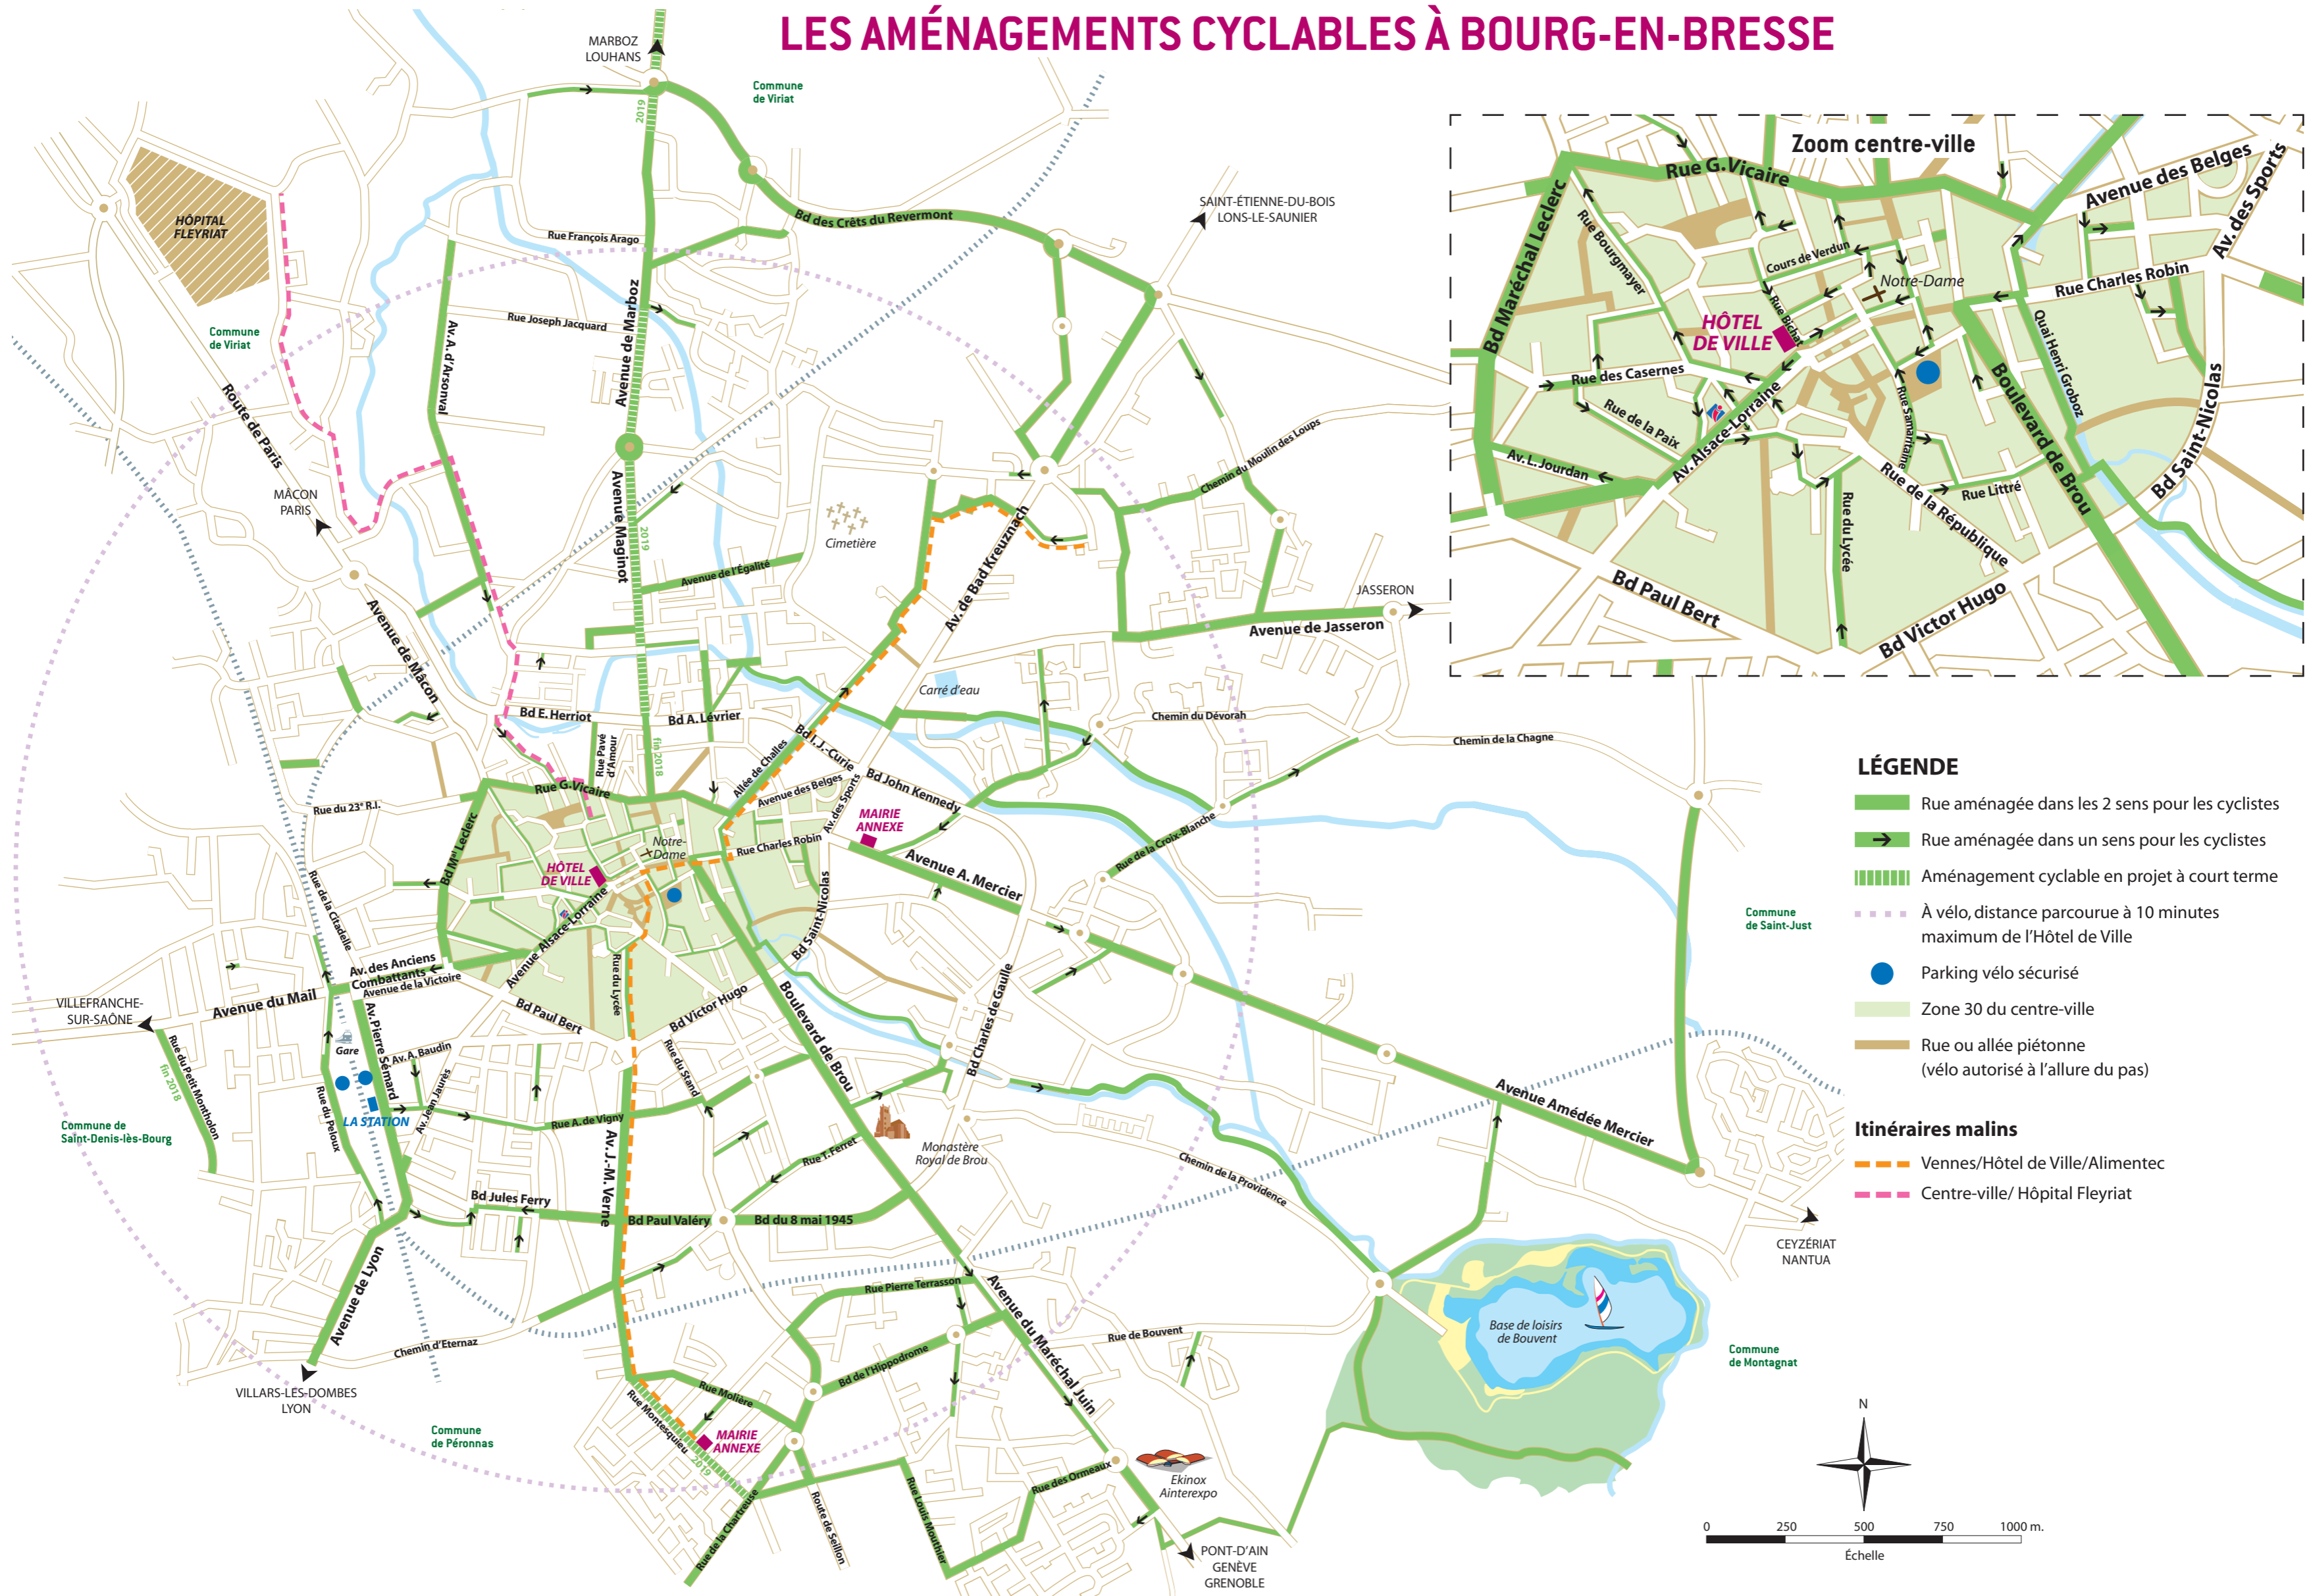 LES AMÉNAGEMENTS CYCLABLES À BOURG-EN-BRESSE
MARBOZ
LOUHANS
Commune
de Viriat
2019
HÔPITAL
FLEYRIAT
Rue François Arago
Bd des Crêts du Revermont
SAINT-ÉTIENNE-DU-BOIS
LONS-LE-SAUNIER
Commune
de Viriat
Rue Joseph Jacquard
Avenue de Marboz
Av. A. d'Arsonval
Route de Paris
MÂCON
PARIS
Avenue Maginot
2019
Cimetière
Avenue de l'Égalité
Av. de Bad Kreuznach
Chemin du Moulin des Loups
JASSERON
Avenue de Jasseron
Avenue de Mâcon
Carré d'eau
Bd E. Herriot
Bd A. Lévrier
Rue Pavé
d'Amour
fin 2018
Allée de Challes
Bd I. J.-Curie
Bd John Kennedy
Chemin du Dévorah
Chemin de la Chagne
Rue G.Vicaire
Avenue des Belges
Av. des Sports
Rue du 23e R.I.
Bd Mal Leclerc
Notre-
Dame
Rue Charles Robin
MAIRIE
ANNEXE
HÔTEL
DE VILLE
Avenue A. Mercier
Rue de la Croix-Blanche
Rue de la Citadelle
Avenue Alsace-Lorraine
Bd Saint-Nicolas
Av. des Anciens
Combattants
Avenue de la Victoire
Avenue du Mail
VILLEFRANCHE-
SUR-SAÔNE
Rue du Lycée
Bd Paul Bert
Bd Victor Hugo
Boulevard de Brou
Bd Charles de Gaulle
Rue du Petit Montholon
fin 2018
Gare
Av. Pierre Sémard
Av. A. Baudin
Av. Jean Jaurès
Rue du Stand
Rue du Peloux
LA STATION
Rue A. de Vigny
Commune de
Saint-Denis-lès-Bourg
Av. J.-M. Verne
Rue T. Ferret
Monastère
Royal de Brou
Chemin de la Providence
Avenue Amédée Mercier
Commune
de Saint-Just
CEYZÉRIAT
NANTUA
Bd Jules Ferry
Bd Paul Valéry
Bd du 8 mai 1945
Avenue de Lyon
Chemin d'Eternaz
Rue Pierre Terrasson
Avenue du Maréchal Juin
Rue de Bouvent
Base de loisirs
de Bouvent
Commune
de Montagnat
VILLARS-LES-DOMBES
LYON
Commune
de Péronnas
Bd de l'Hippodrome
Rue Molière
Rue Montesquieu
2019
MAIRIE
ANNEXE
Rue de la Chartreuse
Route de Seillon
Rue Louis Mouthier
Rue des Ormeaux
Ekinox
Ainterexpo
PONT-D'AIN
GENÈVE
GRENOBLE
Zoom centre-ville
Rue G.Vicaire
Avenue des Belges
Av. des Sports
Bd Maréchal Leclerc
Rue Bourgmayer
Cours de Verdun
Notre-Dame
Rue Charles Robin
Rue Bichat
HÔTEL
DE VILLE
Quai Henri Groboz
Rue des Casernes
Rue de la Paix
Av. Alsace-Lorraine
Rue Samaritaine
Boulevard de Brou
Bd Saint-Nicolas
Av. L. Jourdan
Rue Littré
Rue de la République
Rue du Lycée
Bd Paul Bert
Bd Victor Hugo
LÉGENDE
Rue aménagée dans les 2 sens pour les cyclistes
Rue aménagée dans un sens pour les cyclistes
Aménagement cyclable en projet à court terme
À vélo, distance parcourue à 10 minutes
maximum de l'Hôtel de Ville
Parking vélo sécurisé
Zone 30 du centre-ville
Rue ou allée piétonne
(vélo autorisé à l'allure du pas)
Itinéraires malins
Vennes/Hôtel de Ville/Alimentec
Centre-ville/ Hôpital Fleyriat
N
0 250 500 750 1000 m.
Échelle